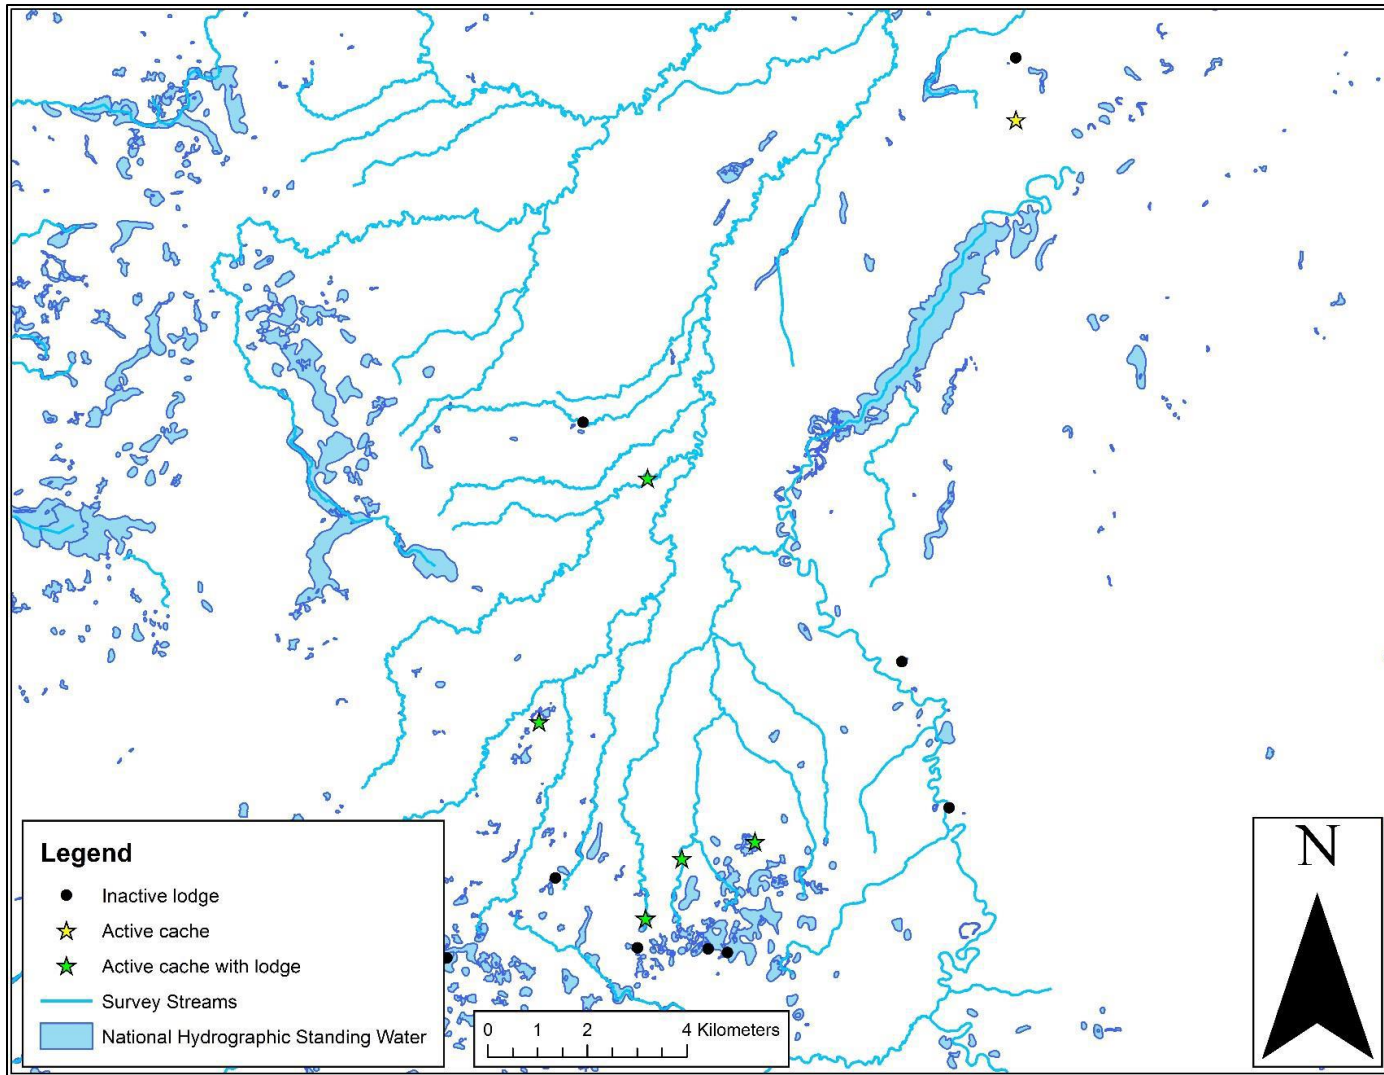 Legend
Inactive lodge
Active cache
Active cache with lodge
Survey Streams
National Hydrographic Standing Water
0 1 2 4 Kilometers
N